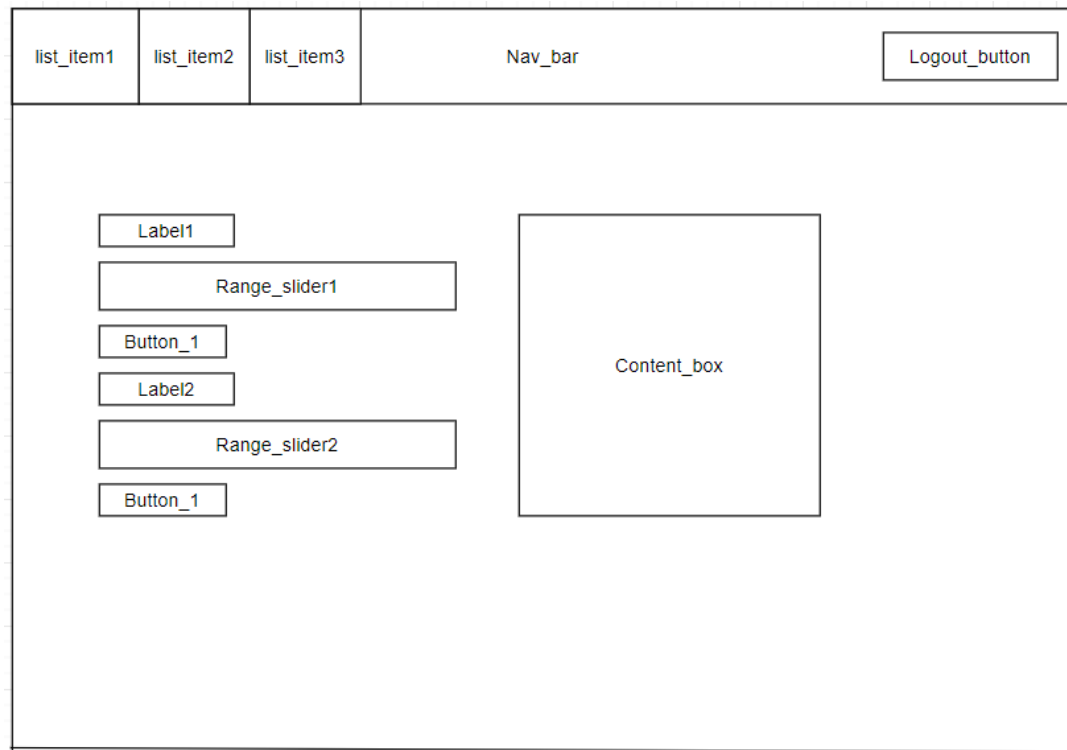 list_item1
list_item2
list_item3
Nav_bar
Logout_button
Label1
Range_slider1
Button_1
Label2
Range_slider2
Button_1
Content_box